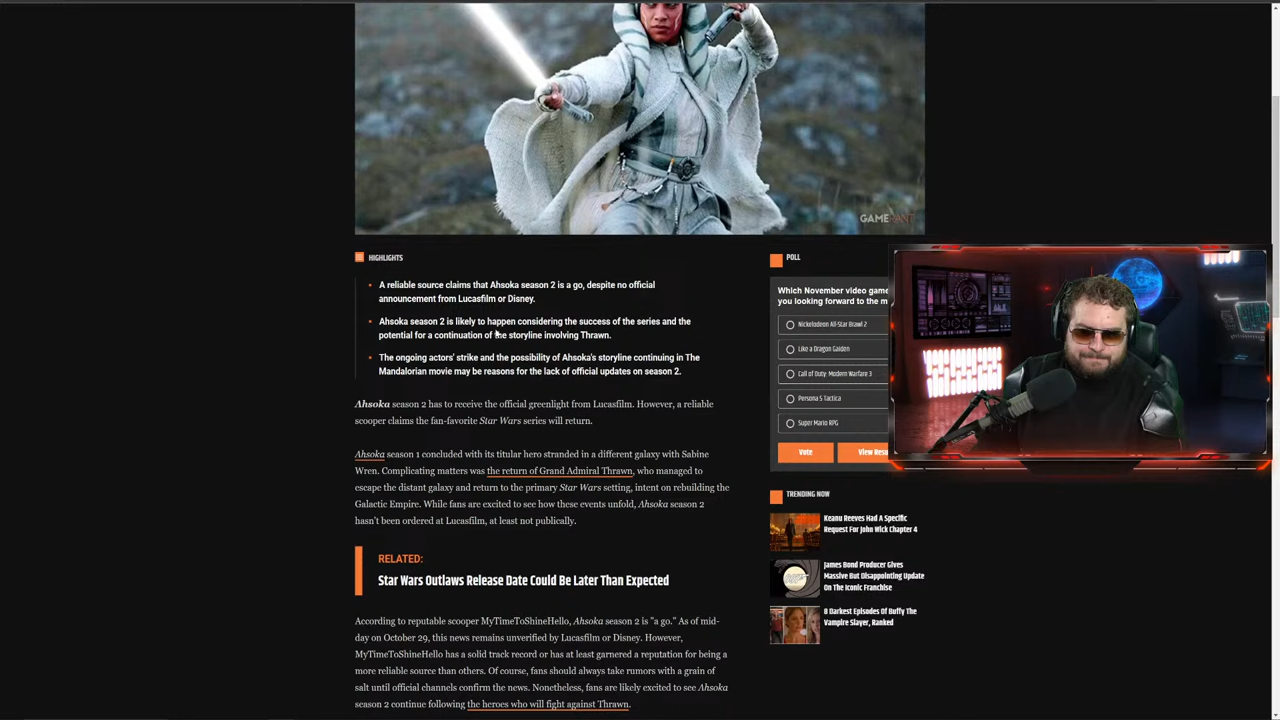 GAMERANT
HIGHLIGHTS
A reliable source claims that Ahsoka season 2 is a go, despite no official
announcement from Lucasfilm or Disney.
Ahsoka season 2 is likely to happen considering the success of the series and the
potential for a continuation of the storyline involving Thrawn.
The ongoing actors' strike and the possibility of Ahsoka's storyline continuing in The
Mandalorian movie may be reasons for the lack of official updates on season 2.
Ahsoka season 2 has to receive the official greenlight from Lucasfilm. However, a reliable
scooper claims the fan-favorite Star Wars series will return.
Ahsoka season 1 concluded with its titular hero stranded in a different galaxy with Sabine
Wren. Complicating matters was the return of Grand Admiral Thrawn, who managed to
escape the distant galaxy and return to the primary Star Wars setting, intent on rebuilding the
Galactic Empire. While fans are excited to see how these events unfold, Ahsoka season 2
hasn't been ordered at Lucasfilm, at least not publically.
RELATED:
Star Wars Outlaws Release Date Could Be Later Than Expected
According to reputable scooper MyTimeToShineHello, Ahsoka season 2 is "a go." As of mid-
day on October 29, this news remains unverified by Lucasfilm or Disney. However,
MyTimeToShineHello has a solid track record or has at least garnered a reputation for being a
more reliable source than others. Of course, fans should always take rumors with a grain of
salt until official channels confirm the news. Nonetheless, fans are likely excited to see Ahsoka
season 2 continue following the heroes who will fight against Thrawn.
POLL
Which November video game
you looking forward to the m
Nickelodeon All-Star Brawl 2
Like a Dragon Gaiden
Call of Duty: Modern Warfare 3
Persona 5 Tactica
Super Mario RPG
Vote
View Resu
TRENDING NOW
Keanu Reeves Had A Specific
Request For John Wick Chapter 4
James Bond Producer Gives
Massive But Disappointing Update
On The Iconic Franchise
8 Darkest Episodes Of Buffy The
Vampire Slayer, Ranked